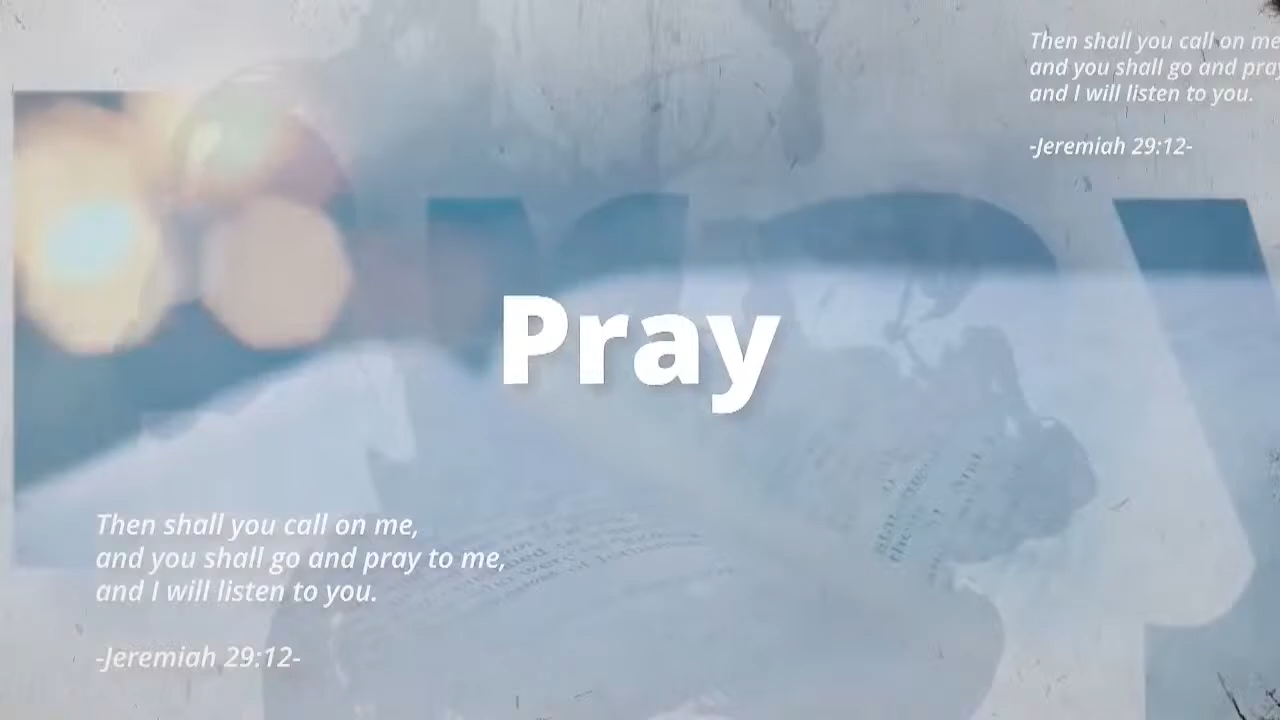 Then shall you call on me
and you shall go and pray
and I will listen to you.
-Jeremiah 29:12-
Pray
Then shall you call on me,
and you shall go and pray to me,
and I will listen to you.
-Jeremiah 29:12-